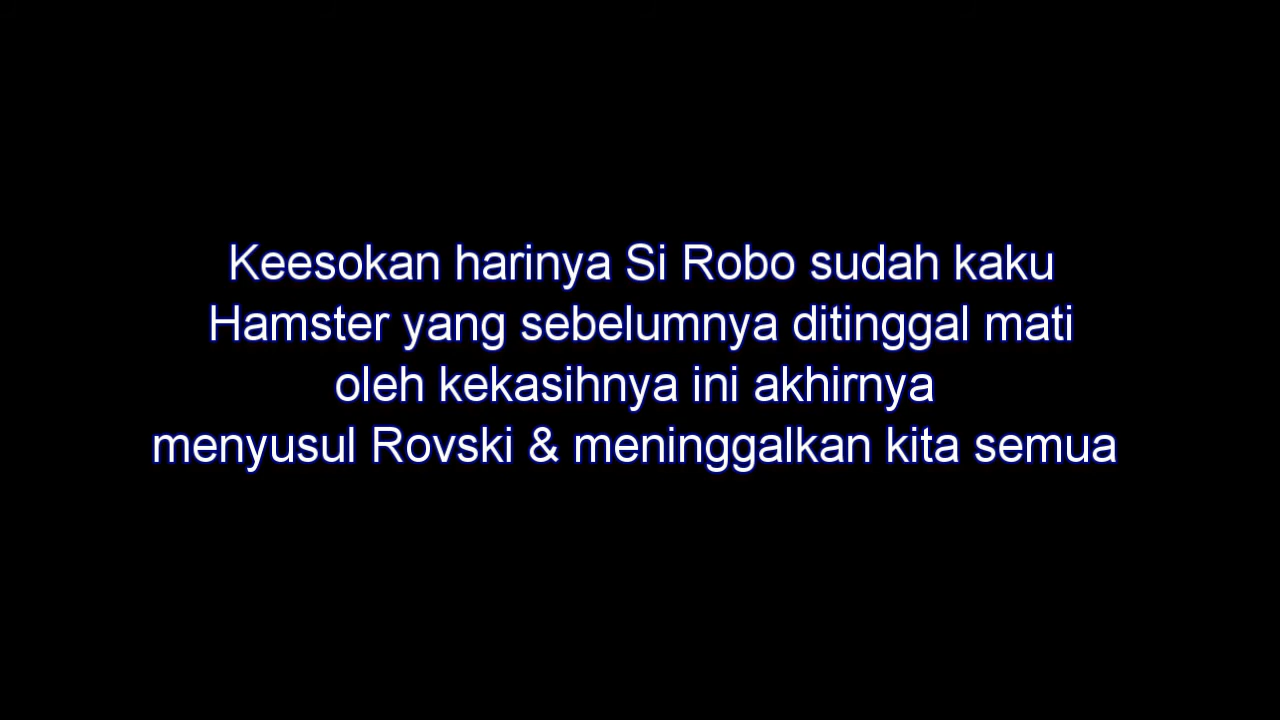 Keesokan harinya Si Robo sudah kaku
Hamster yang sebelumnya ditinggal mati
oleh kekasihnya ini akhirnya
menyusul Rovski & meninggalkan kita semua